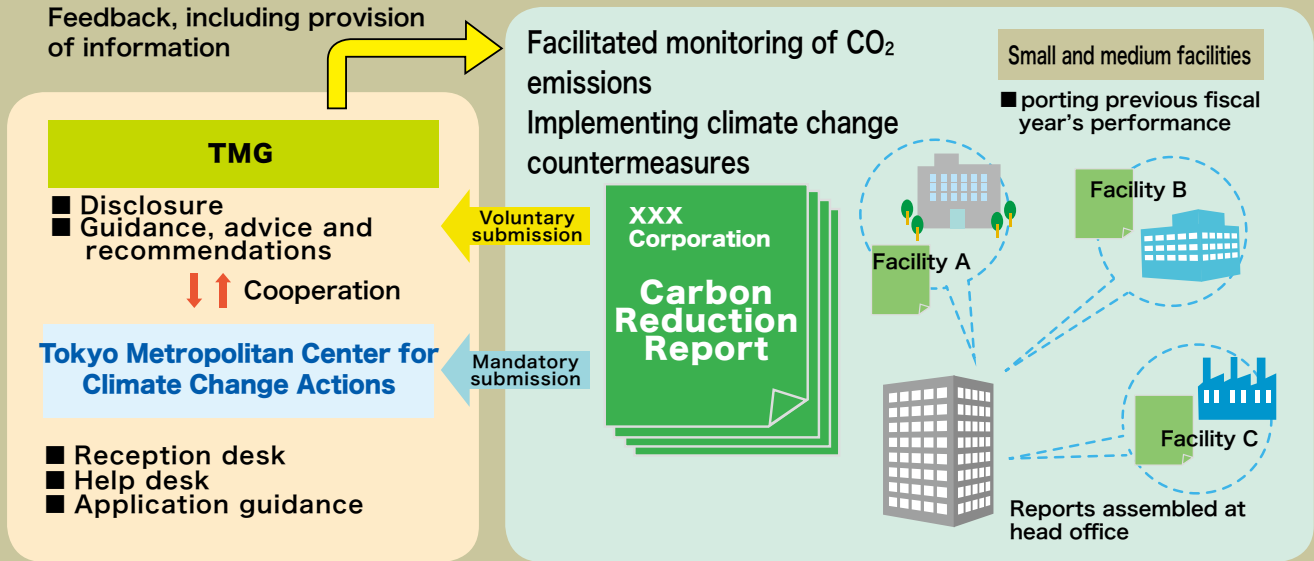 Feedback, including provision
of information
TMG
■ Disclosure
■ Guidance, advice and
recommendations
Cooperation
Tokyo Metropolitan Center for
Climate Change Actions
■ Reception desk
■ Help desk
■ Application guidance
Voluntary
submission
Mandatory
submission
Facilitated monitoring of CO₂
emissions
Implementing climate change
countermeasures
XXX
Corporation
Carbon
Reduction
Report
Small and medium facilities
■ porting previous fiscal
year's performance
Facility A
Facility B
Facility C
Reports assembled at
head office